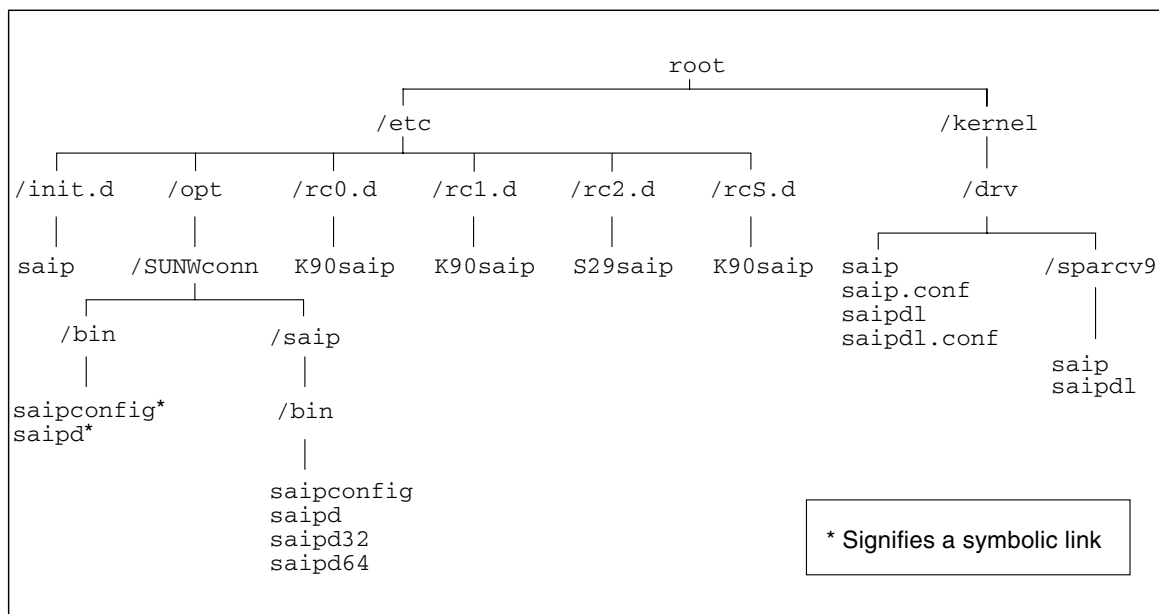 root
/etc /kernel
/init.d /opt /rc0.d /rc1.d /rc2.d /rcS.d /drv
saip /SUNWconn K90saip K90saip S29saip K90saip saip /sparcv9
saip.conf
saipdl
saipdl.conf
/bin /saip
saip
saipdl
saipconfig* /bin
saipd*
saipconfig
saipd
saipd32
saipd64
* Signifies a symbolic link